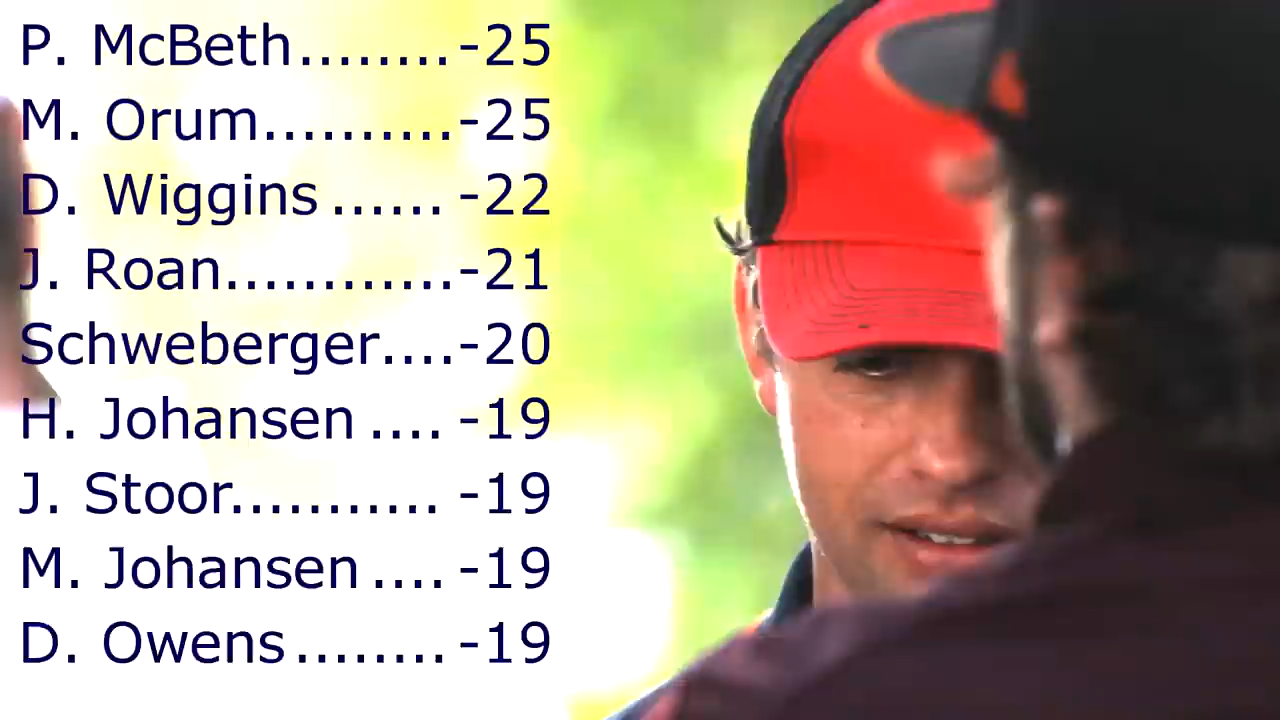 P. McBeth........-25
M. Orum..........-25
D. Wiggins ......-22
J. Roan............-21
Schweberger....-20
H. Johansen ....-19
J. Stoor........... -19
M. Johansen ....-19
D. Owens ........-19